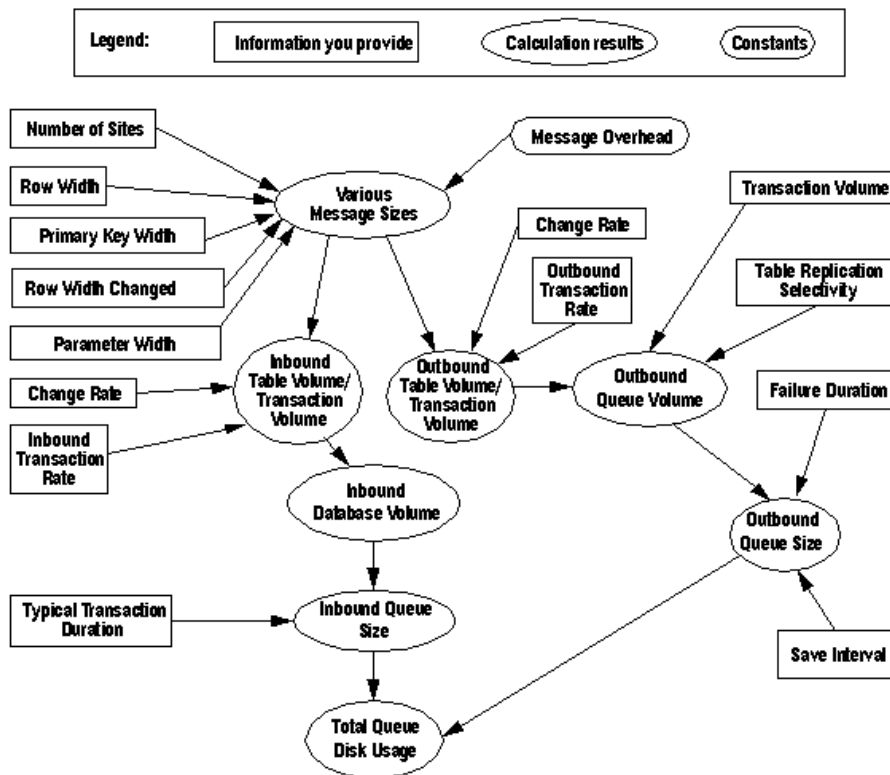 Legend:
Information you provide
Calculation results
Constants
Number of Sites
Message Overhead
Row Width
Various
Message Sizes
Transaction Volume
Primary Key Width
Change Rate
Row Width Changed
Outbound
Transaction
Rate
Table Replication
Selectivity
Parameter Width
Inbound
Table Volume/
Transaction
Volume
Outbound
Table Volume/
Transaction
Volume
Outbound
Queue Volume
Change Rate
Failure Duration
Inbound
Transaction
Rate
Inbound
Database Volume
Outbound
Queue Size
Typical Transaction
Duration
Inbound Queue
Size
Save Interval
Total Queue
Disk Usage